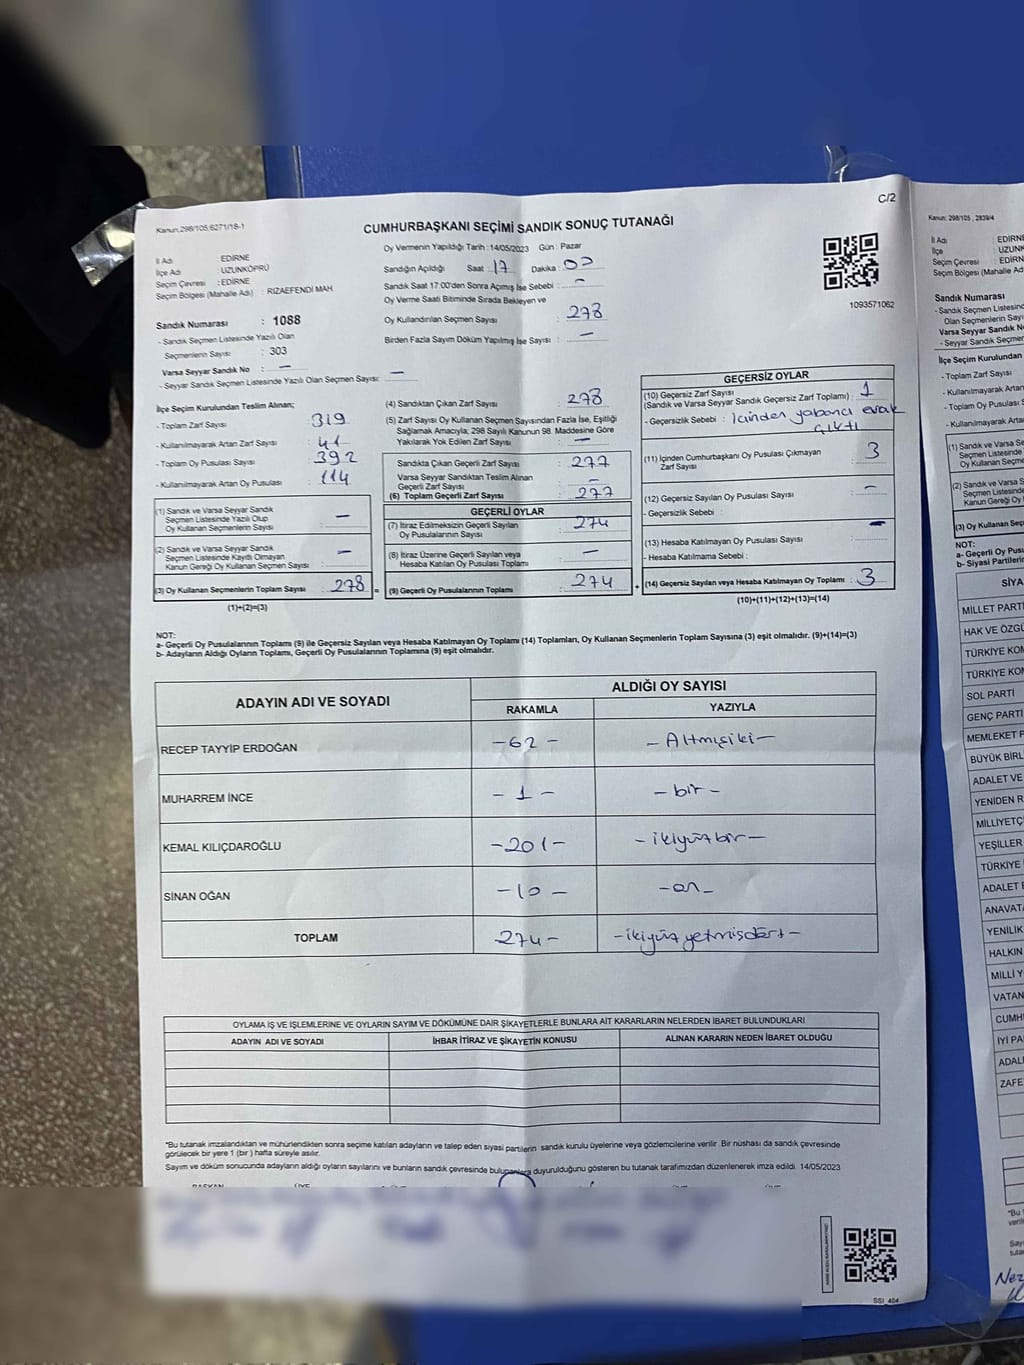 C/2
Kanun;298/105;6271/18-1
CUMHURBAŞKANI SEÇİMİ SANDIK SONUÇ TUTANAĞI
Oy Vermenin Yapıldığı Tarih : 14/05/2023 Gün : Pazar
İl Adı : EDİRNE
İlçe Adı : UZUNKÖPRÜ
Seçim Çevresi : EDİRNE
Seçim Bölgesi (Mahalle Adı) : RIZAEFENDİ MAH.
Sandığın Açıldığı Saat : 17 Dakika : 00
Sandık Saat 17:00'den Sonra Açımış İse Sebebi : –
Oy Verme Saati Bitiminde Sırada Bekleyen ve
Oy Kullandırılan Seçmen Sayısı : 278
Birden Fazla Sayım Döküm Yapılmış İse Sayısı : –
1093571062
Sandık Numarası : 1088
- Sandık Seçmen Listesinde Yazılı Olan
Seçmenlerin Sayısı : 303
Varsa Seyyar Sandık No : –
- Seyyar Sandık Seçmen Listesinde Yazılı Olan Seçmen Sayısı: –
İlçe Seçim Kurulundan Teslim Alınan;
- Toplam Zarf Sayısı : 319
- Kullanılmayarak Artan Zarf Sayısı : 41
- Toplam Oy Pusulası Sayısı : 392
- Kullanılmayarak Artan Oy Pusulası : 114
(1) Sandık ve Varsa Seyyar Sandık
Seçmen Listesinde Yazılı Olup
Oy Kullanan Seçmenlerin Sayısı : –
(2) Sandık ve Varsa Seyyar Sandık
Seçmen Listesinde Kayıtlı Olmayan
Kanun Gereği Oy Kullanan Seçmen Sayısı : –
(3) Oy Kullanan Seçmenlerin Toplam Sayısı : 278 =
(1)+(2)=(3)
(4) Sandıktan Çıkan Zarf Sayısı : 278
(5) Zarf Sayısı Oy Kullanan Seçmen Sayısından Fazla İse, Eşitliği
Sağlamak Amacıyla, 298 Sayılı Kanunun 98. Maddesine Göre
Yakılarak Yok Edilen Zarf Sayısı : –
Sandıkta Çıkan Geçerli Zarf Sayısı : 277
Varsa Seyyar Sandıktan Teslim Alınan
Geçerli Zarf Sayısı : –
(6) Toplam Geçerli Zarf Sayısı : 277
GEÇERLİ OYLAR
(7) İtiraz Edilmeksizin Geçerli Sayılan
Oy Pusulalarının Sayısı : 274
(8) İtiraz Üzerine Geçerli Sayılan veya
Hesaba Katılan Oy Pusulası Toplamı : –
(9) Geçerli Oy Pusulalarının Toplamı : 274 +
GEÇERSİZ OYLAR
(10) Geçersiz Zarf Sayısı
(Sandık ve Varsa Seyyar Sandık Geçersiz Zarf Toplamı) : 1
- Geçersizlik Sebebi : İçinden yabancı evrak
çıktı
(11) İçinden Cumhurbaşkanı Oy Pusulası Çıkmayan
Zarf Sayısı : 3
(12) Geçersiz Sayılan Oy Pusulası Sayısı : –
- Geçersizlik Sebebi :
(13) Hesaba Katılmayan Oy Pusulası Sayısı : –
- Hesaba Katılmama Sebebi :
(14) Geçersiz Sayılan veya Hesaba Katılmayan Oy Toplamı : 3
(10)+(11)+(12)+(13)=(14)
NOT:
a- Geçerli Oy Pusulalarının Toplamı (9) ile Geçersiz Sayılan veya Hesaba Katılmayan Oy Toplamı (14) Toplamları, Oy Kullanan Seçmenlerin Toplam Sayısına (3) eşit olmalıdır. (9)+(14)=(3)
b- Adayların Aldığı Oyların Toplamı, Geçerli Oy Pusulalarının Toplamına (9) eşit olmalıdır.
ADAYIN ADI VE SOYADI ALDIĞI OY SAYISI
RAKAMLA YAZIYLA
RECEP TAYYİP ERDOĞAN -62- -Altmışiki-
MUHARREM İNCE -1- -bir-
KEMAL KILIÇDAROĞLU -201- -ikiyüzbir-
SİNAN OĞAN -10- -on-
TOPLAM 274- -ikiyüzyetmişdört-
OYLAMA İŞ VE İŞLEMLERİNE VE OYLARIN SAYIM VE DÖKÜMÜNE DAİR ŞİKAYETLERLE BUNLARA AİT KARARLARIN NELERDEN İBARET BULUNDUKLARI
ADAYIN ADI VE SOYADI İHBAR İTİRAZ VE ŞİKAYETİN KONUSU ALINAN KARARIN NEDEN İBARET OLDUĞU
"Bu tutanak imzalandıktan ve mühürlendikten sonra seçime katılan adayların ve talep eden siyasi partilerin sandık kurulu üyelerine veya gözlemcilerine verilir. Bir nüshası da sandık çevresinde
görülecek bir yere 1 (bir) hafta süreyle asılır.
Sayım ve döküm sonucunda adayların aldığı oyların sayılarını ve bunların sandık çevresinde bulunanlara duyurulduğunu gösteren bu tutanak tarafımızdan düzenlenerek imza edildi. 14/05/2023
BAŞKAN ÜYE
SSI_404
Kanun; 298/105 , 2839/4
İl Adı : EDİRNE
İlçe : UZUN
Seçim Çevresi : EDİRN
Seçim Bölgesi (Mahalle Adı)
Sandık Numarası
- Sandık Seçmen Listesinde
Olan Seçmenlerin Sayı
Varsa Seyyar Sandık No
- Seyyar Sandık Seçmen
İlçe Seçim Kurulundan
- Toplam Zarf Sayısı
- Kullanılmayarak Artan
- Toplam Oy Pusulası
- Kullanılmayarak Artan
(1) Sandık ve Varsa Se
Seçmen Listesinde
Oy Kullanan Seçmen
(2) Sandık ve Varsa Se
Seçmen Listesinde
Kanun Gereği Oy K
(3) Oy Kullanan Seç
NOT:
a- Geçerli Oy Pusu
b- Siyasi Partilerin
SİYA
MİLLET PARTİ
HAK VE ÖZGÜ
TÜRKİYE KOM
TÜRKİYE KOM
SOL PARTİ
GENÇ PARTİ
MEMLEKET P
BÜYÜK BİRL
ADALET VE
YENİDEN R
MİLLİYETÇ
YEŞİLLER
TÜRKİYE
ADALET B
ANAVAT
YENİLİK
HALKIN
MİLLİ Y
VATAN
CUMH
İYİ PA
ADAL
ZAFE
"Bu
veril
Say
tuta
Nez